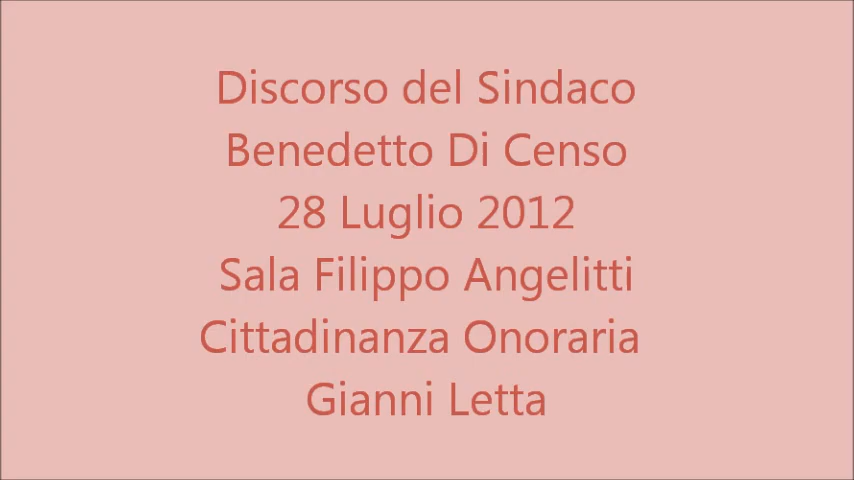 Discorso del Sindaco
Benedetto Di Censo
28 Luglio 2012
Sala Filippo Angelitti
Cittadinanza Onoraria
Gianni Letta